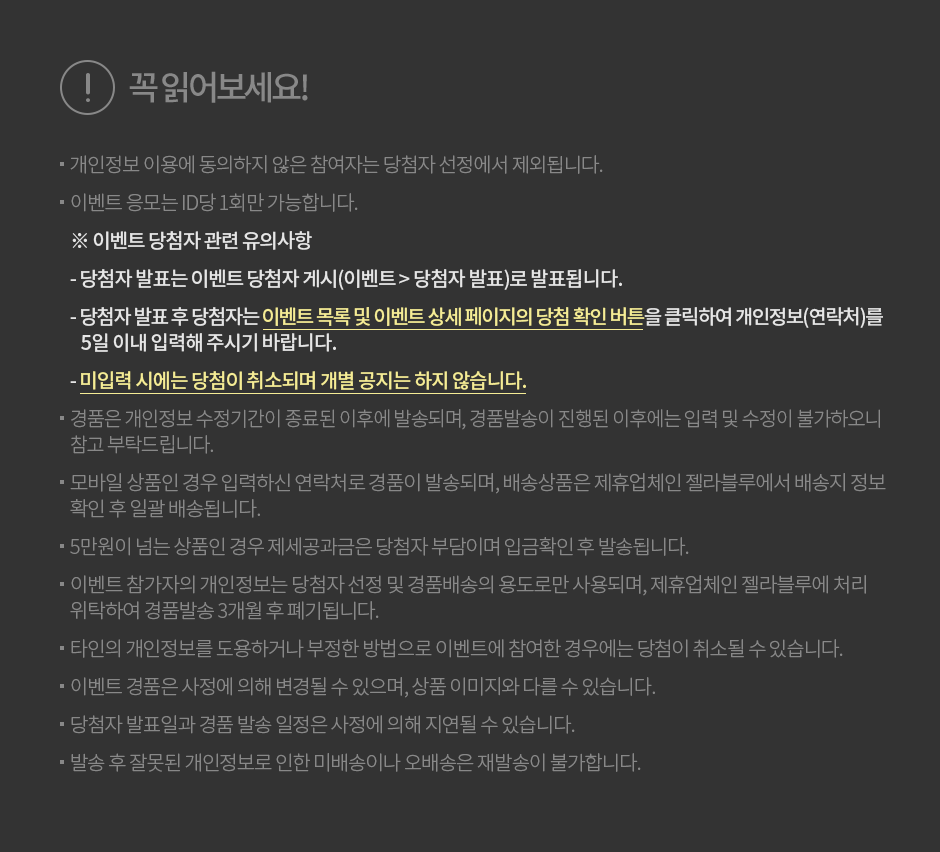 꼭 읽어보세요!
▪ 개인정보 이용에 동의하지 않은 참여자는 당첨자 선정에서 제외됩니다.
▪ 이벤트 응모는 ID당 1회만 가능합니다.
※ 이벤트 당첨자 관련 유의사항
- 당첨자 발표는 이벤트 당첨자 게시(이벤트 > 당첨자 발표)로 발표됩니다.
- 당첨자 발표 후 당첨자는 이벤트 목록 및 이벤트 상세 페이지의 당첨 확인 버튼을 클릭하여 개인정보(연락처)를
5일 이내 입력해 주시기 바랍니다.
- 미입력 시에는 당첨이 취소되며 개별 공지는 하지 않습니다.
▪ 경품은 개인정보 수정기간이 종료된 이후에 발송되며, 경품발송이 진행된 이후에는 입력 및 수정이 불가하오니
참고 부탁드립니다.
▪ 모바일 상품인 경우 입력하신 연락처로 경품이 발송되며, 배송상품은 제휴업체인 젤라블루에서 배송지 정보
확인 후 일괄 배송됩니다.
▪ 5만원이 넘는 상품인 경우 제세공과금은 당첨자 부담이며 입금확인 후 발송됩니다.
▪ 이벤트 참가자의 개인정보는 당첨자 선정 및 경품배송의 용도로만 사용되며, 제휴업체인 젤라블루에 처리
위탁하여 경품발송 3개월 후 폐기됩니다.
▪ 타인의 개인정보를 도용하거나 부정한 방법으로 이벤트에 참여한 경우에는 당첨이 취소될 수 있습니다.
▪ 이벤트 경품은 사정에 의해 변경될 수 있으며, 상품 이미지와 다를 수 있습니다.
▪ 당첨자 발표일과 경품 발송 일정은 사정에 의해 지연될 수 있습니다.
▪ 발송 후 잘못된 개인정보로 인한 미배송이나 오배송은 재발송이 불가합니다.